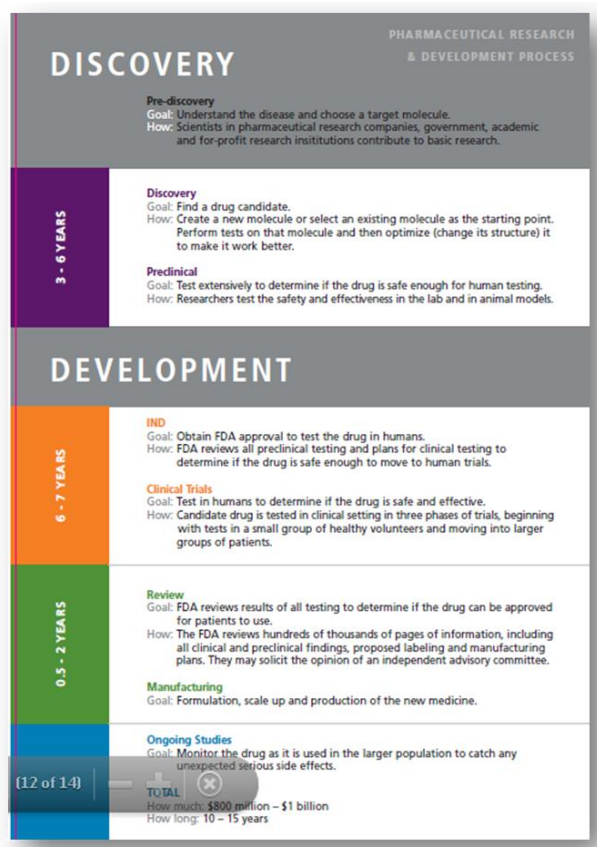 PHARMACEUTICAL RESEARCH
& DEVELOPMENT PROCESS
DISCOVERY
Pre-discovery
Goal: Understand the disease and choose a target molecule.
How: Scientists in pharmaceutical research companies, government, academic
and for-profit research insititutions contribute to basic research.
3 - 6 YEARS
Discovery
Goal: Find a drug candidate.
How: Create a new molecule or select an existing molecule as the starting point.
Perform tests on that molecule and then optimize (change its structure) it
to make it work better.
Preclinical
Goal: Test extensively to determine if the drug is safe enough for human testing.
How: Researchers test the safety and effectiveness in the lab and in animal models.
DEVELOPMENT
6 - 7 YEARS
IND
Goal: Obtain FDA approval to test the drug in humans.
How: FDA reviews all preclinical testing and plans for clinical testing to
determine if the drug is safe enough to move to human trials.
Clinical Trials
Goal: Test in humans to determine if the drug is safe and effective.
How: Candidate drug is tested in clinical setting in three phases of trials, beginning
with tests in a small group of healthy volunteers and moving into larger
groups of patients.
0.5 - 2 YEARS
Review
Goal: FDA reviews results of all testing to determine if the drug can be approved
for patients to use.
How: The FDA reviews hundreds of thousands of pages of information, including
all clinical and preclinical findings, proposed labeling and manufacturing
plans. They may solicit the opinion of an independent advisory committee.
Manufacturing
Goal: Formulation, scale up and production of the new medicine.
Ongoing Studies
Goal: Monitor the drug as it is used in the larger population to catch any
unexpected serious side effects.
(12 of 14)
TOTAL
How much: $800 million – $1 billion
How long: 10 – 15 years